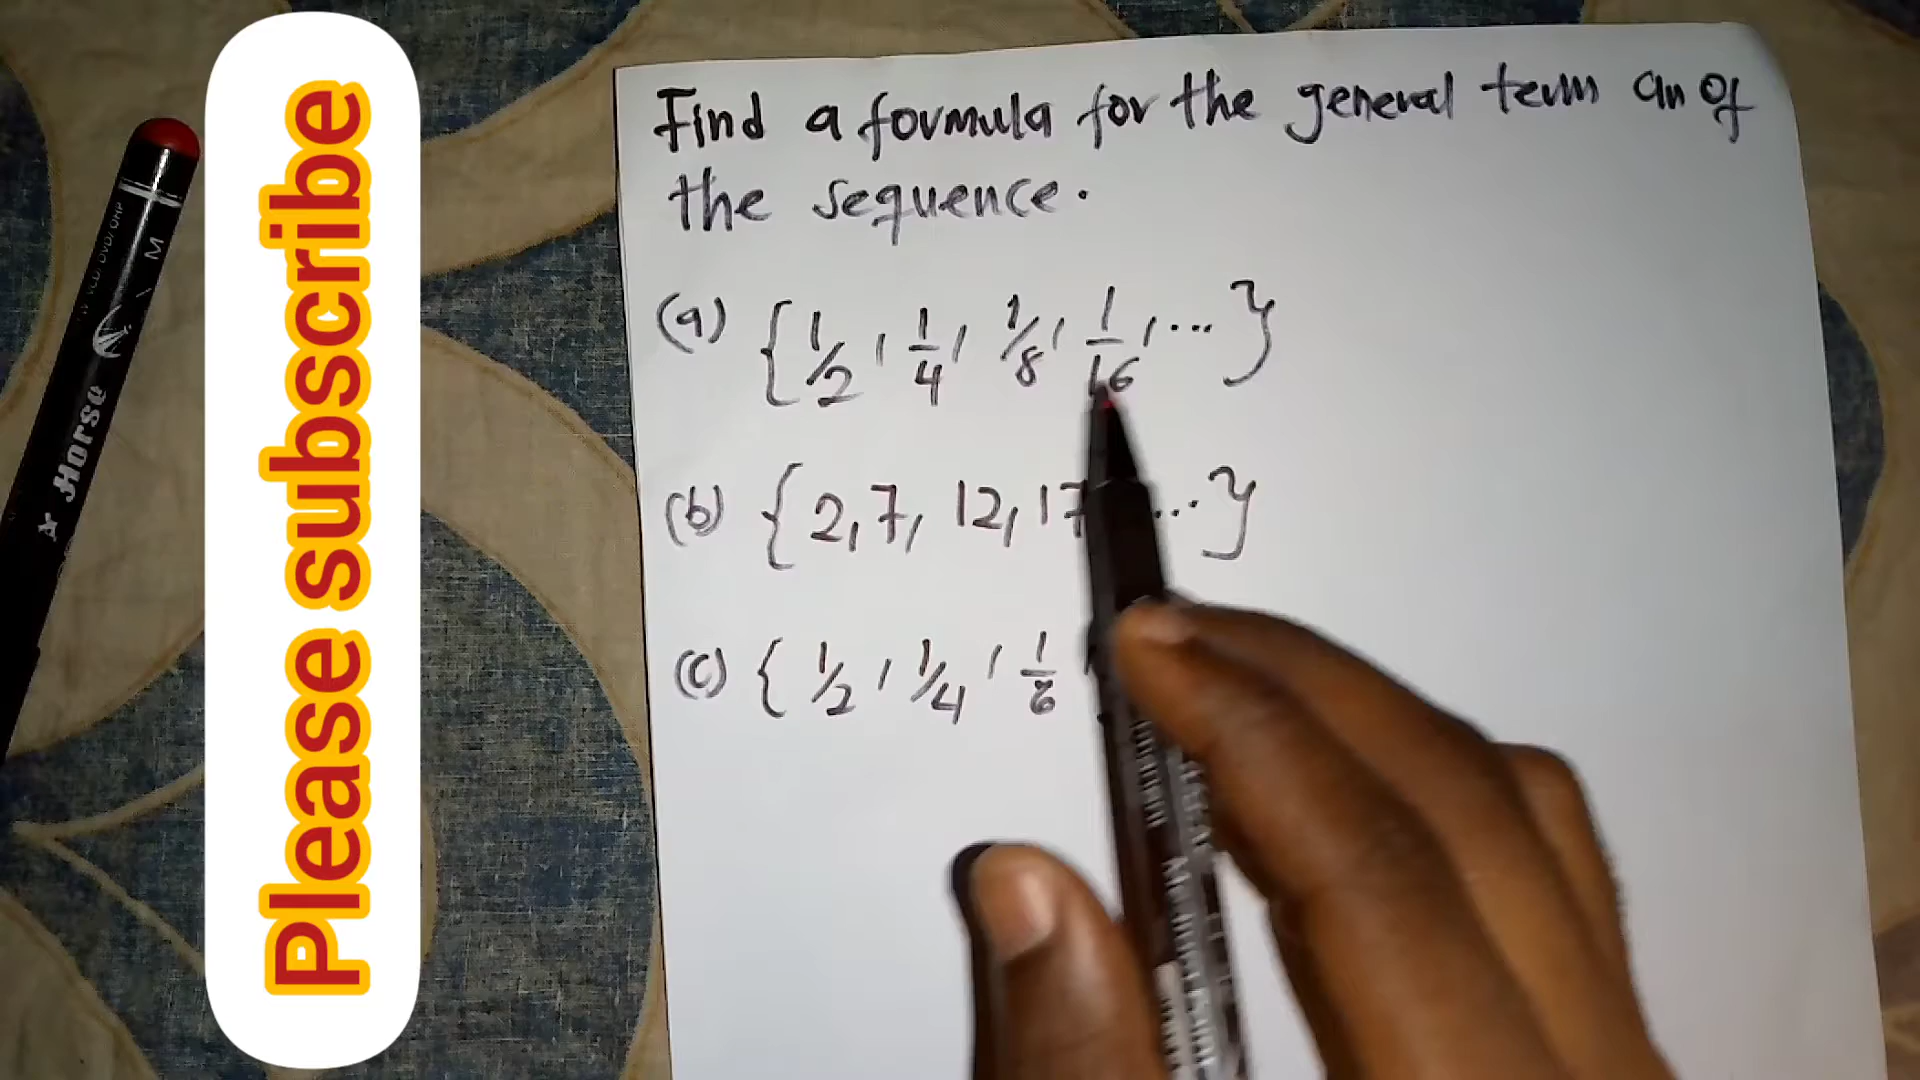 Please subscribe
Find a formula for the general term an of
the sequence.
(a) { 1/2, 1/4, 1/8, 1/16, ... }
(b) { 2, 7, 12, 17 ... }
(c) { 1/2, 1/4, 1/6
Horse
M